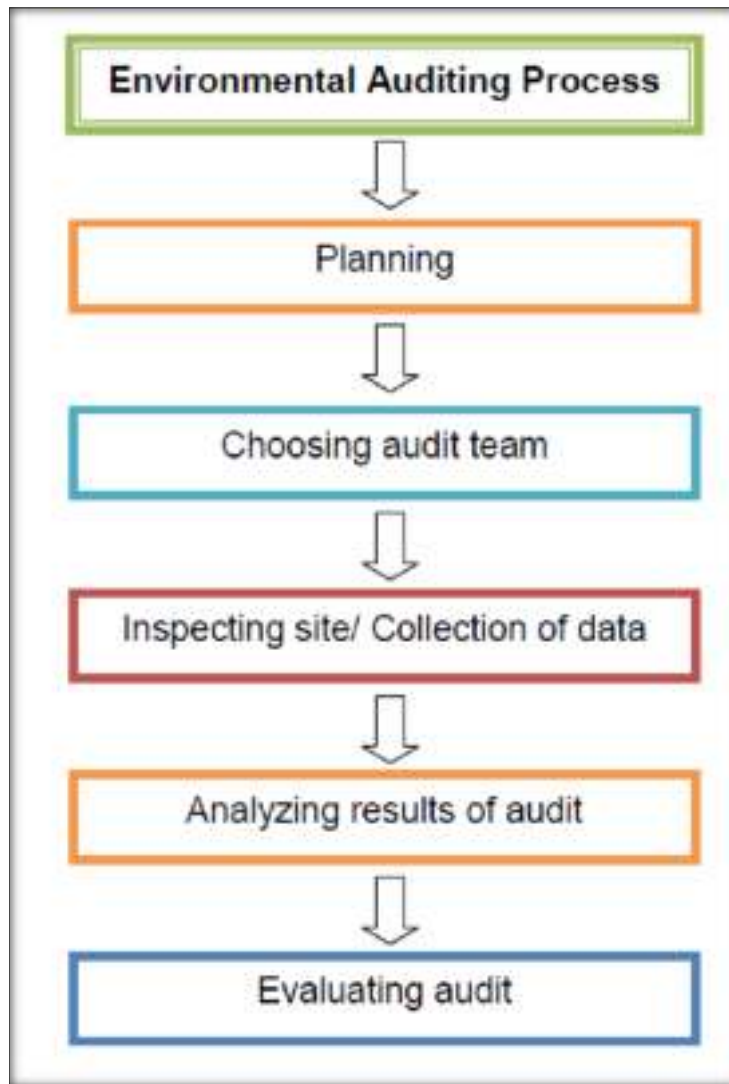 Environmental Auditing Process
Planning
Choosing audit team
Inspecting site/ Collection of data
Analyzing results of audit
Evaluating audit